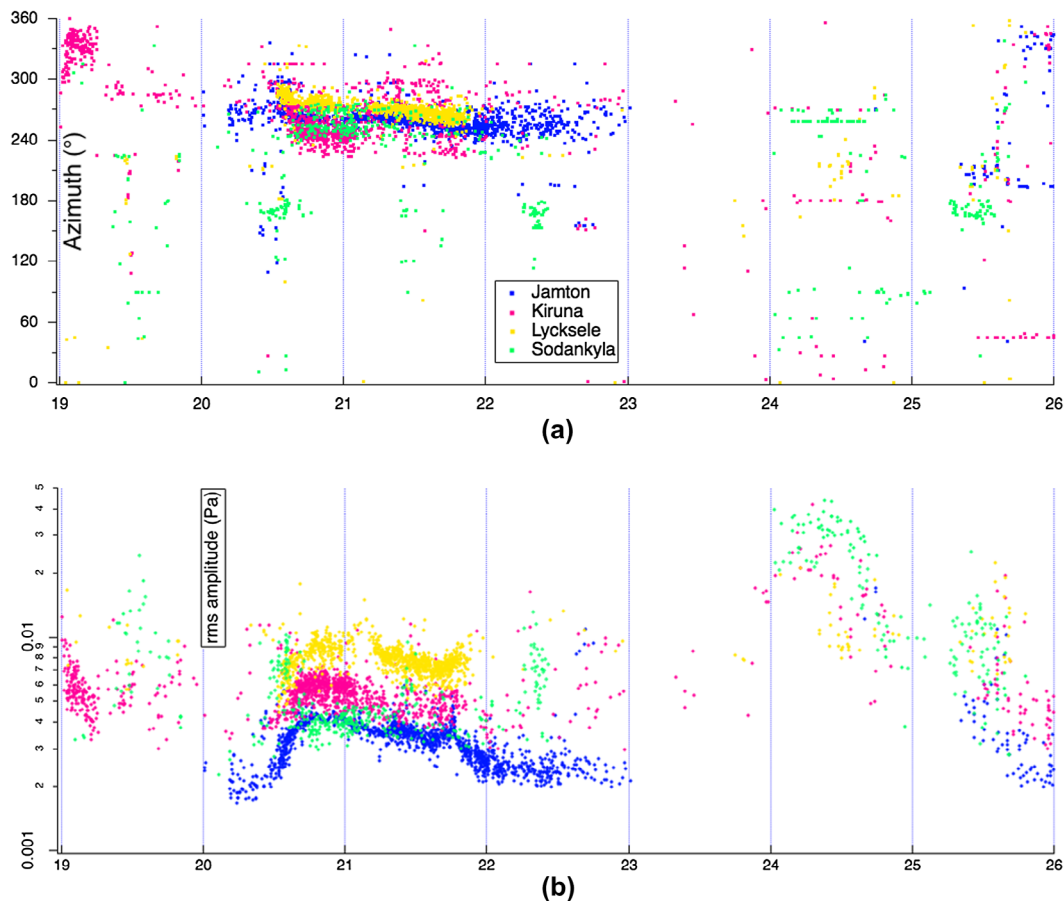 360
300
240
180
120
60
0
Azimuth (°)
Jamton
Kiruna
Lycksele
Sodankyla
19 20 21 22 23 24 25 26
(a)
5
4
3
2
0.01
9
8
7
6
5
4
3
2
0.001
rms amplitude (Pa)
19 20 21 22 23 24 25 26
(b)